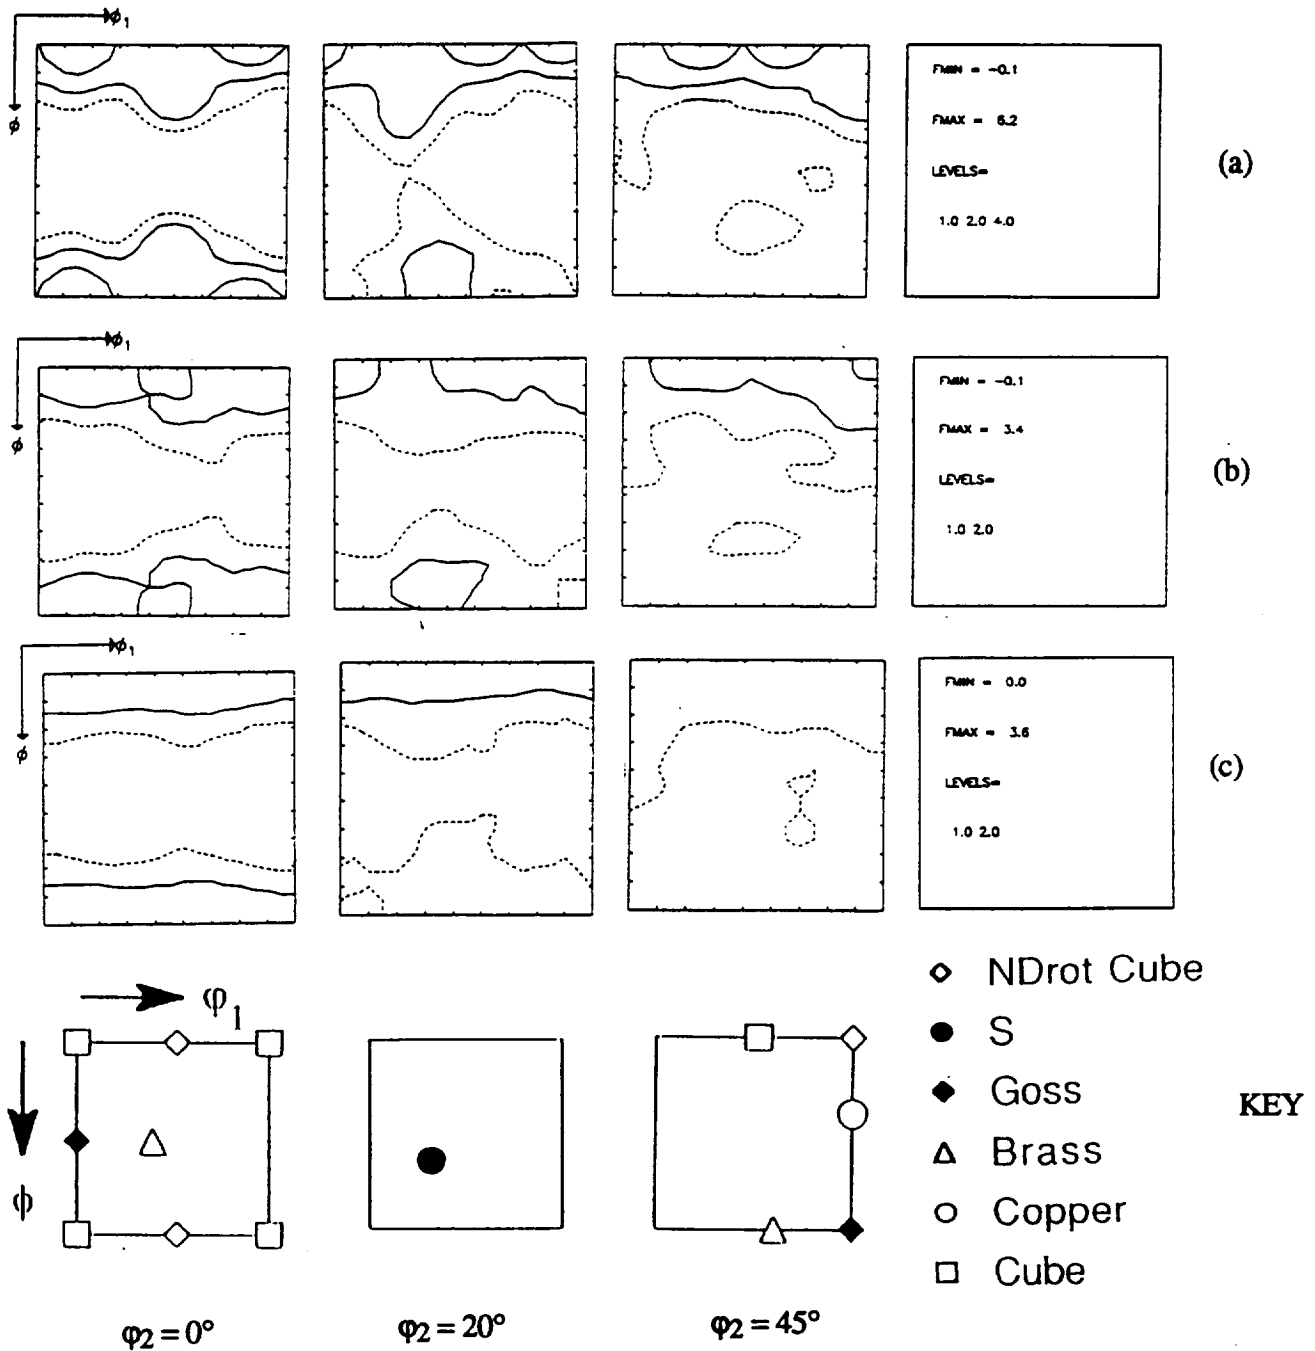 ϕ1
ϕ
FMIN = -0.1
FMAX = 6.2
LEVELS=
1.0 2.0 4.0
(a)
ϕ1
ϕ
FMIN = -0.1
FMAX = 3.4
LEVELS=
1.0 2.0
(b)
ϕ1
ϕ
FMIN = 0.0
FMAX = 3.6
LEVELS=
1.0 2.0
(c)
φ1
ϕ
NDrot Cube
S
Goss
Brass
Copper
Cube
KEY
φ2 = 0°
φ2 = 20°
φ2 = 45°